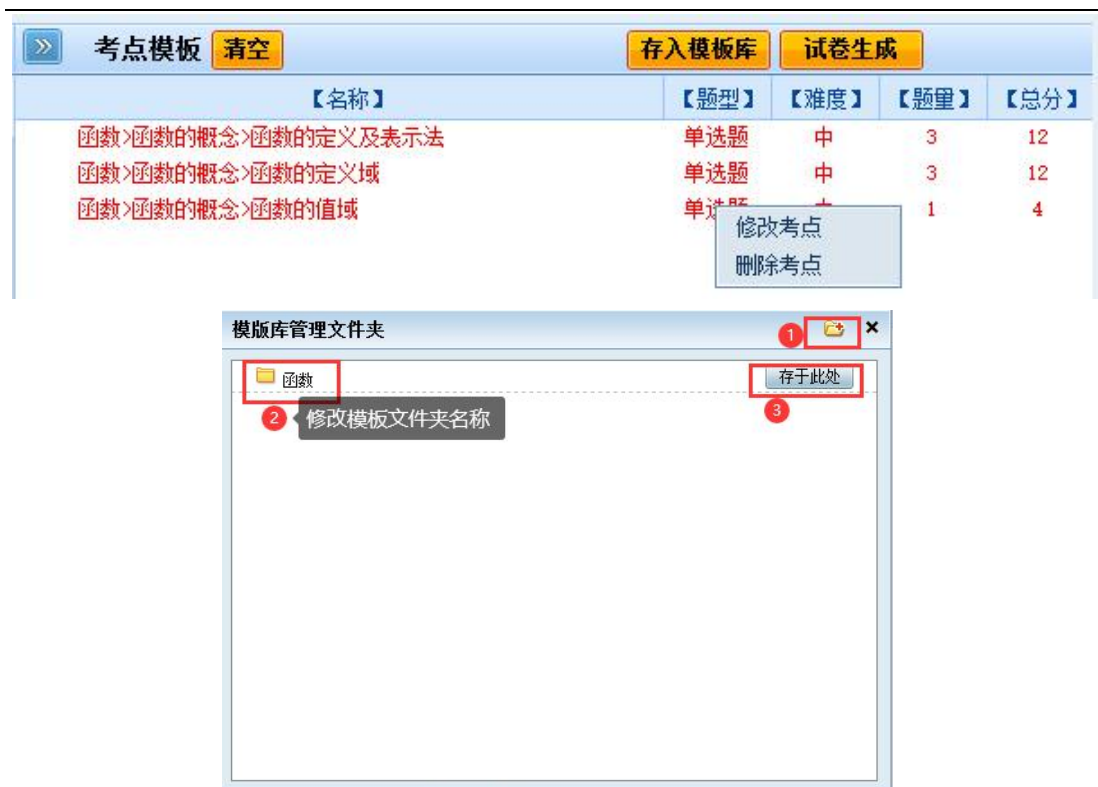 考点模板 清空 存入模板库 试卷生成
【名称】 【题型】 【难度】 【题量】 【总分】
函数>函数的概念>函数的定义及表示法 单选题 中 3 12
函数>函数的概念>函数的定义域 单选题 中 3 12
函数>函数的概念>函数的值域 单选题 中 1 4
修改考点
删除考点
模版库管理文件夹 1
函数 存于此处
2 修改模板文件夹名称 3